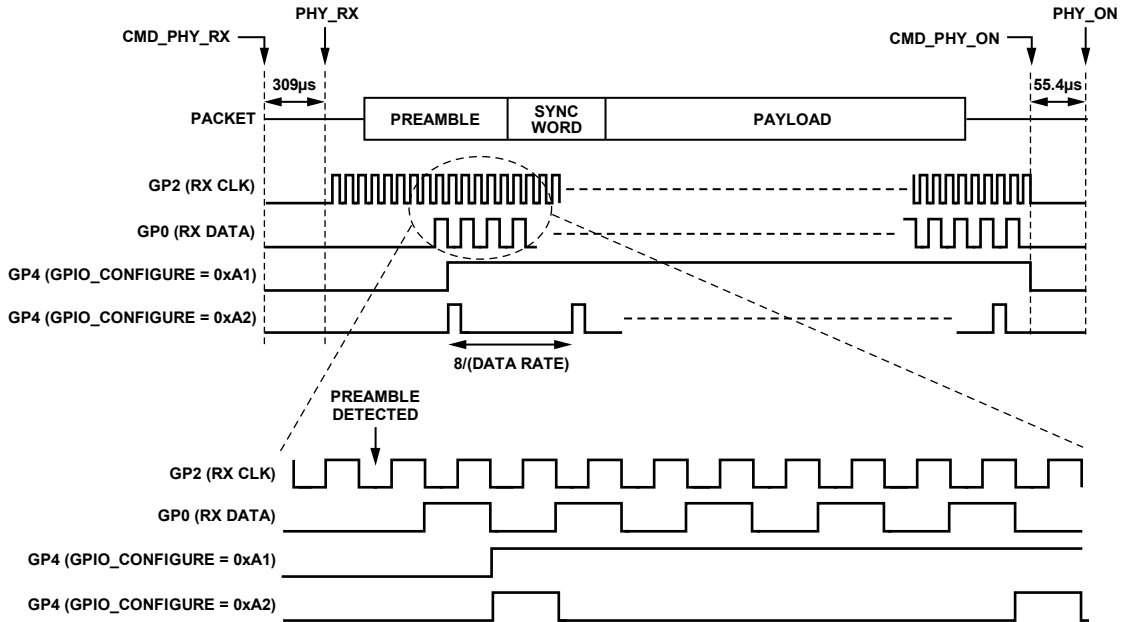 PHY_RX
PHY_ON
CMD_PHY_RX
CMD_PHY_ON
309µs
55.4µs
PACKET
PREAMBLE
SYNC
WORD
PAYLOAD
GP2 (RX CLK)
GP0 (RX DATA)
GP4 (GPIO_CONFIGURE = 0xA1)
GP4 (GPIO_CONFIGURE = 0xA2)
8/(DATA RATE)
PREAMBLE
DETECTED
GP2 (RX CLK)
GP0 (RX DATA)
GP4 (GPIO_CONFIGURE = 0xA1)
GP4 (GPIO_CONFIGURE = 0xA2)